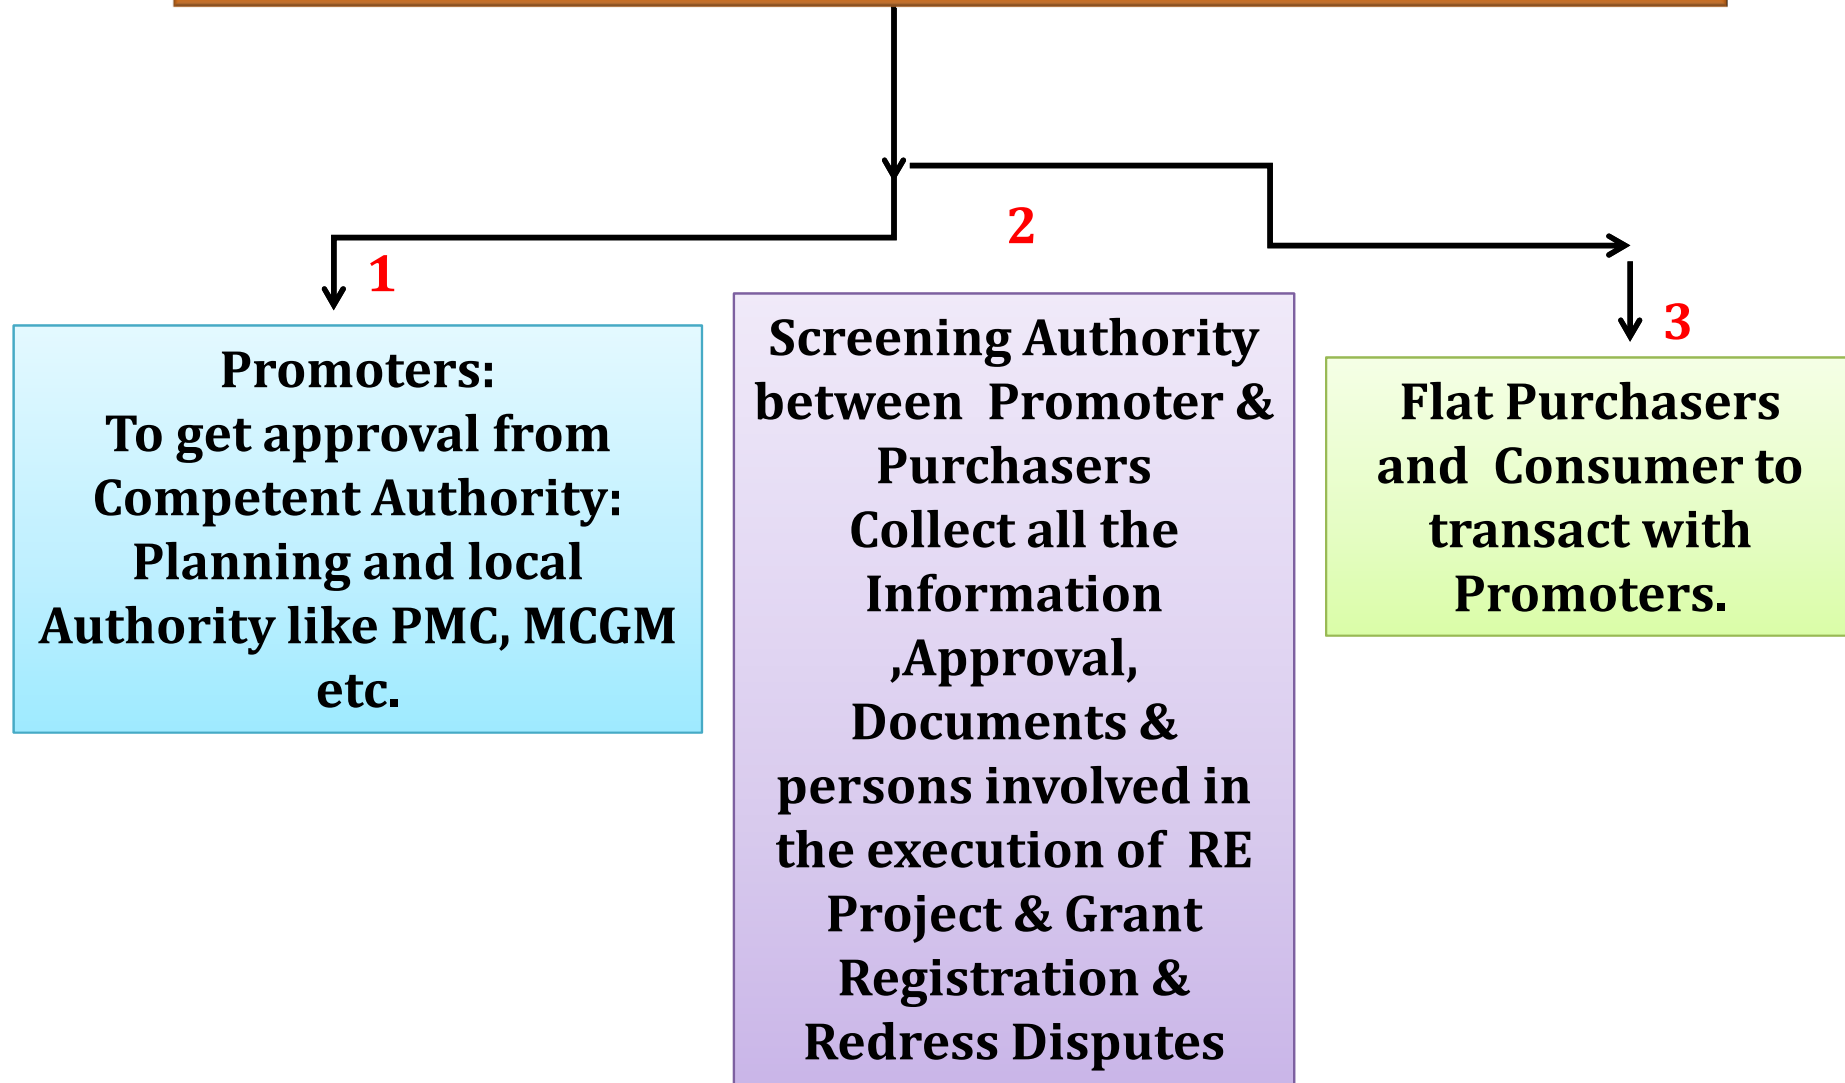 2
1
3
Promoters:
To get approval from
Competent Authority:
Planning and local
Authority like PMC, MCGM
etc.
Screening Authority
between Promoter &
Purchasers
Collect all the
Information
,Approval,
Documents &
persons involved in
the execution of RE
Project & Grant
Registration &
Redress Disputes
Flat Purchasers
and Consumer to
transact with
Promoters.